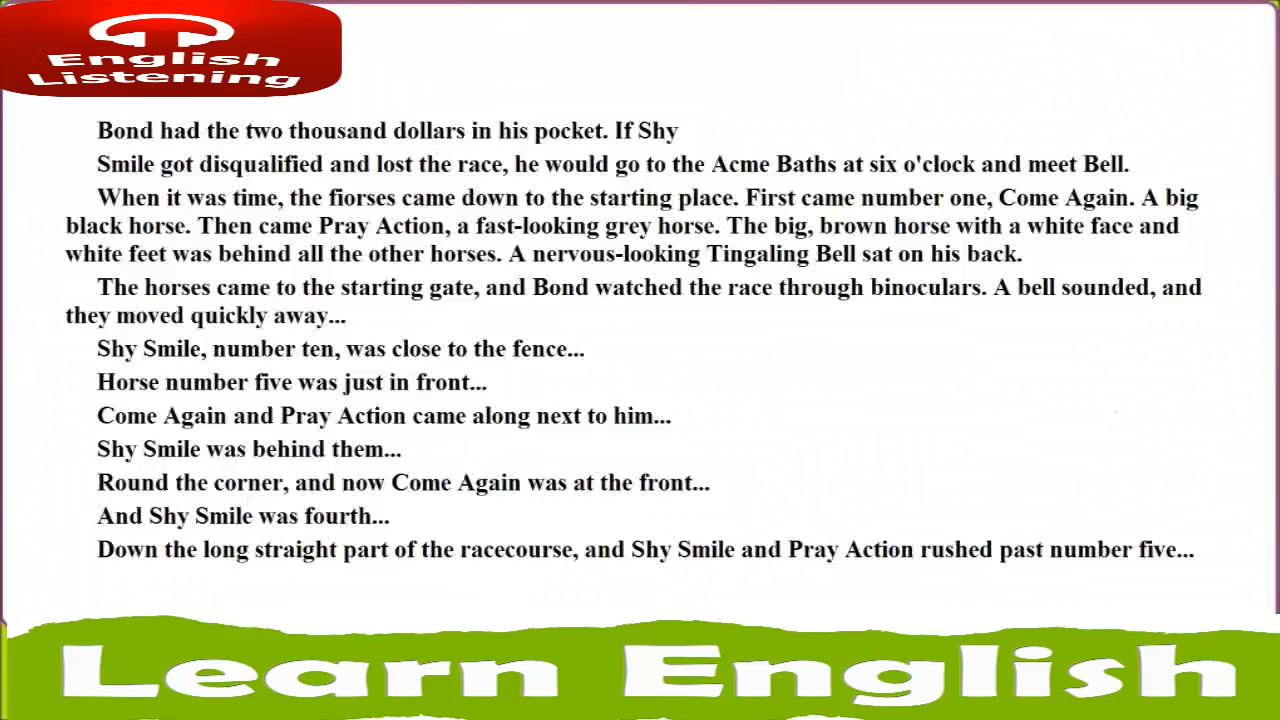 English
Listening
Bond had the two thousand dollars in his pocket. If Shy
Smile got disqualified and lost the race, he would go to the Acme Baths at six o'clock and meet Bell.
When it was time, the fiorses came down to the starting place. First came number one, Come Again. A big
black horse. Then came Pray Action, a fast-looking grey horse. The big, brown horse with a white face and
white feet was behind all the other horses. A nervous-looking Tingaling Bell sat on his back.
The horses came to the starting gate, and Bond watched the race through binoculars. A bell sounded, and
they moved quickly away...
Shy Smile, number ten, was close to the fence...
Horse number five was just in front...
Come Again and Pray Action came along next to him...
Shy Smile was behind them...
Round the corner, and now Come Again was at the front...
And Shy Smile was fourth...
Down the long straight part of the racecourse, and Shy Smile and Pray Action rushed past number five...
Learn English